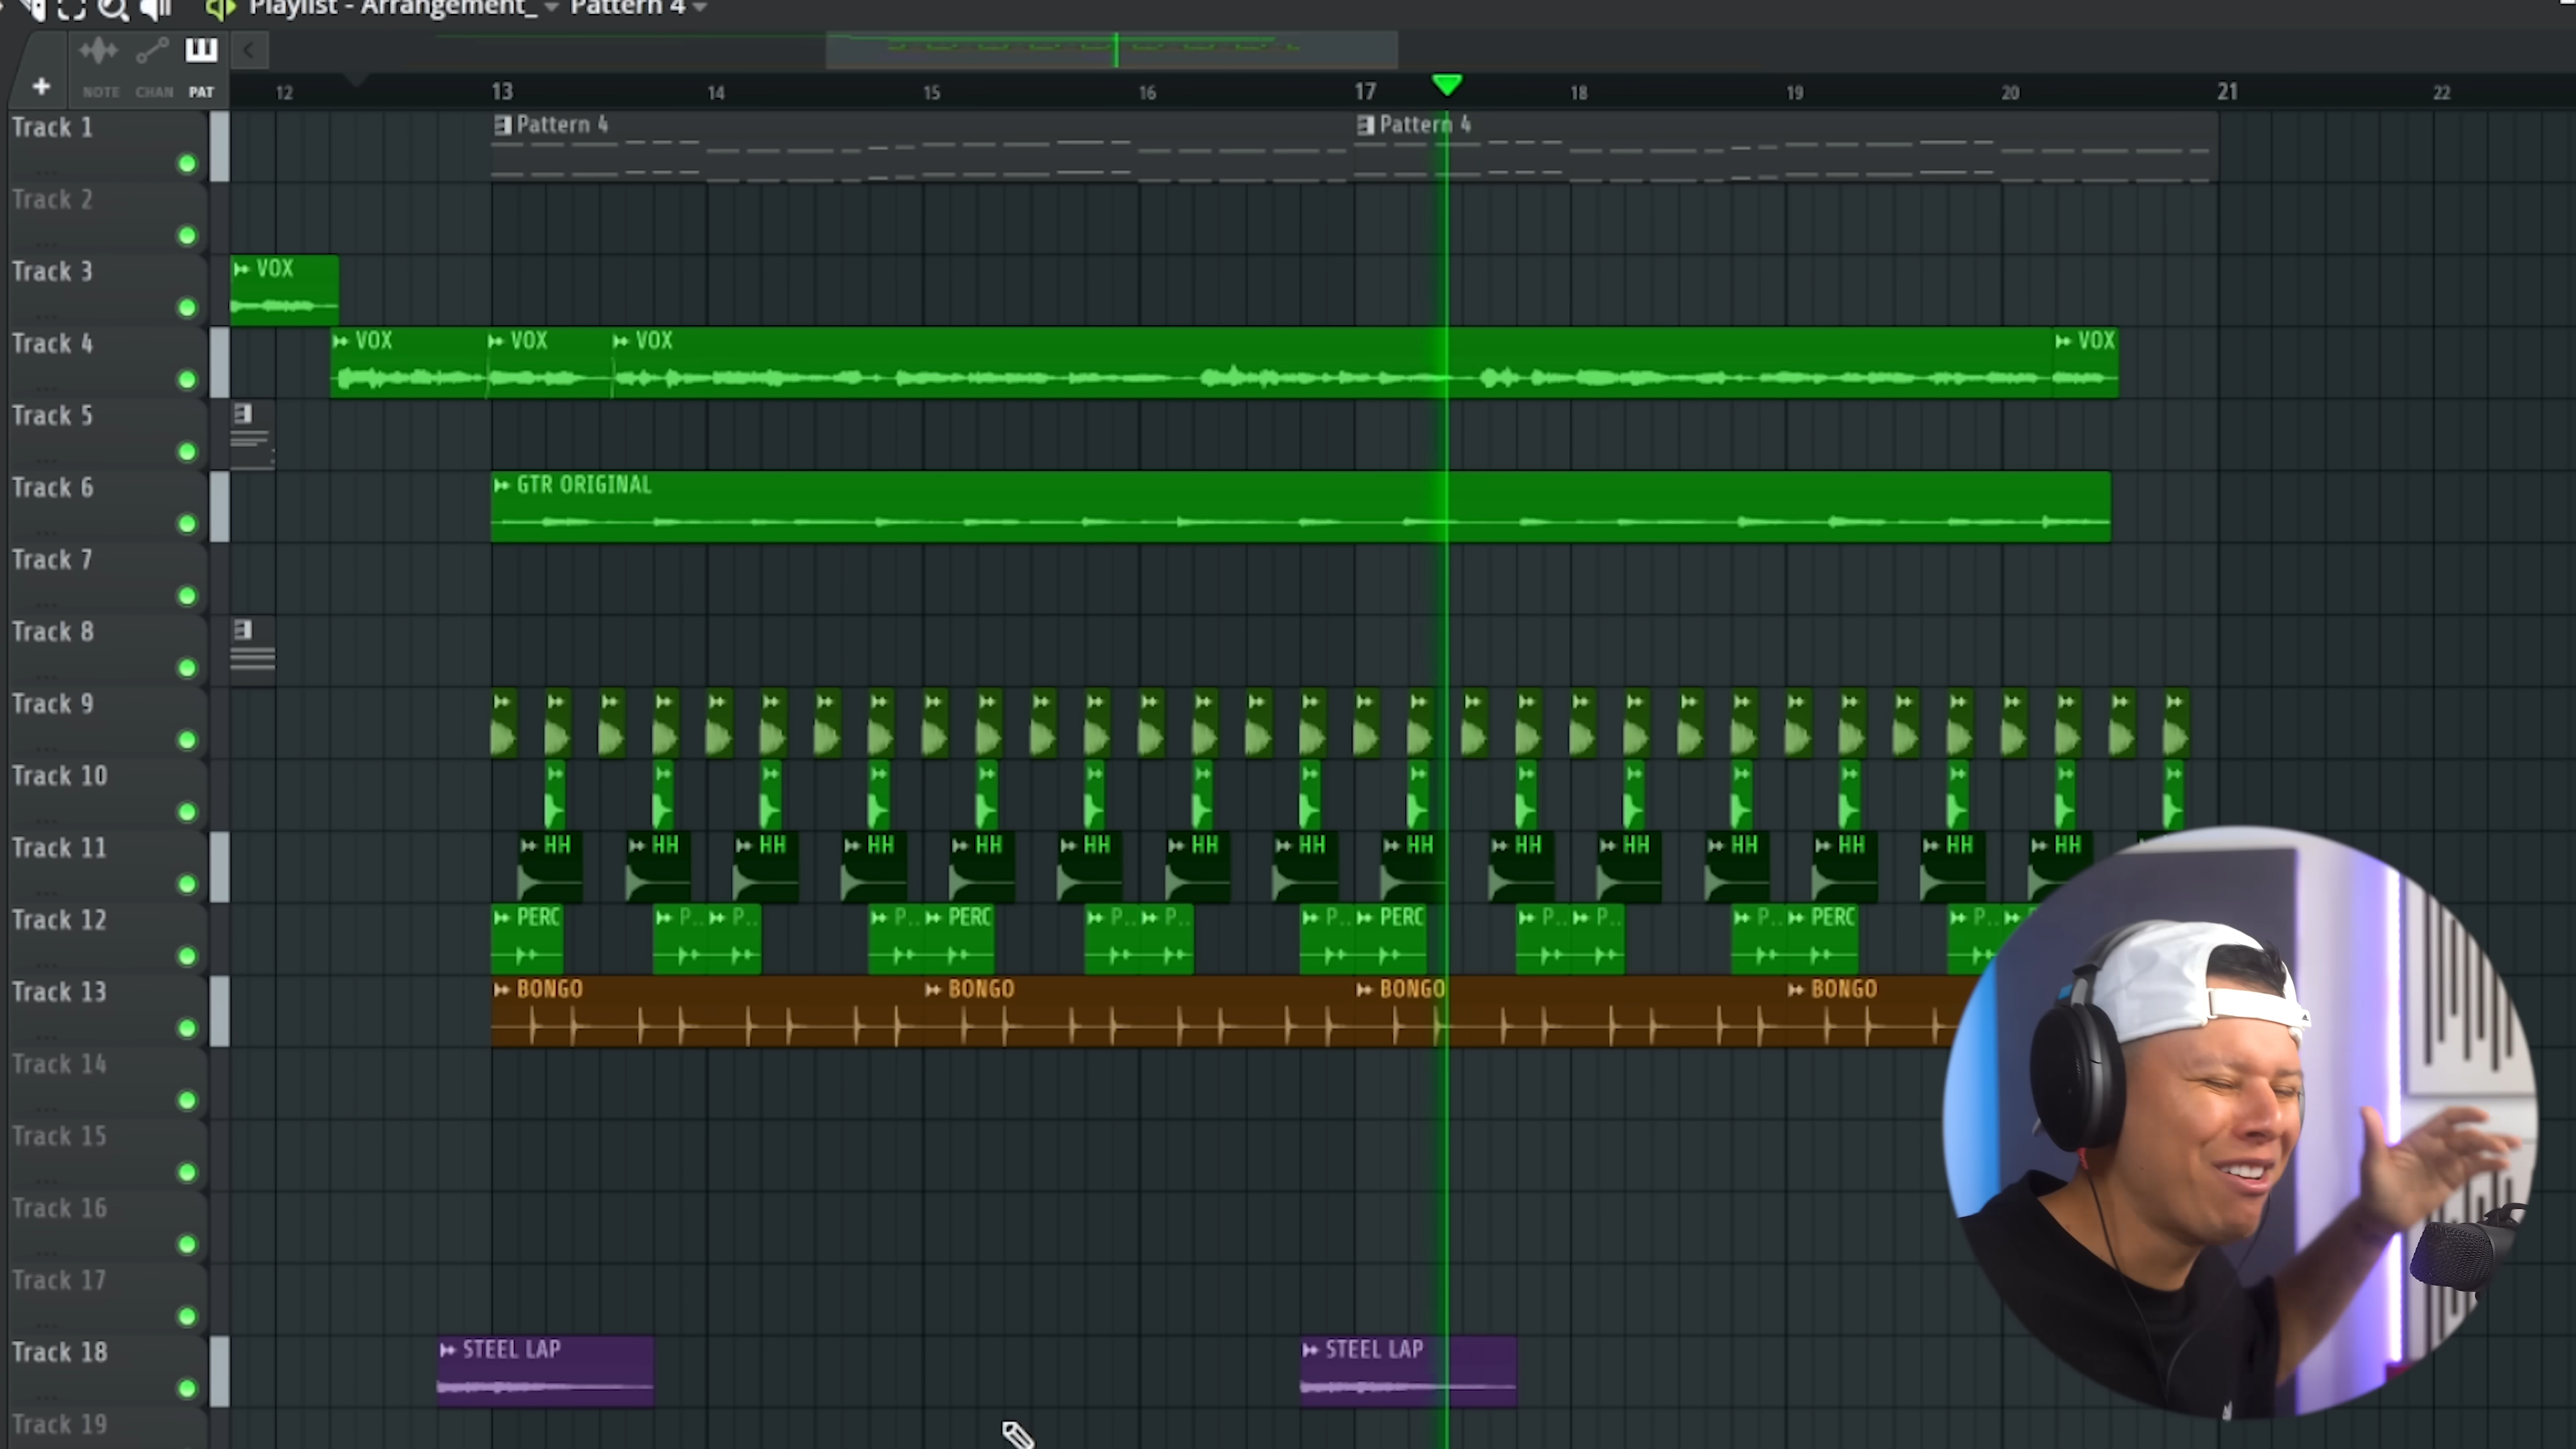 Playlist - Arrangement_ Pattern 4
NOTE CHAN PAT
12 13 14 15 16 17 18 19 20 21 22
Track 1
Pattern 4 Pattern 4
Track 2
Track 3
VOX
Track 4
VOX VOX VOX VOX
Track 5
Track 6
GTR ORIGINAL
Track 7
Track 8
Track 9
Track 10
Track 11
HH HH HH HH HH HH HH HH HH HH HH HH HH HH HH
Track 12
PERC P.. P.. P.. PERC P.. P.. P.. PERC P.. P.. P.. PERC P..
Track 13
BONGO BONGO BONGO BONGO
Track 14
Track 15
Track 16
Track 17
Track 18
STEEL LAP STEEL LAP
Track 19